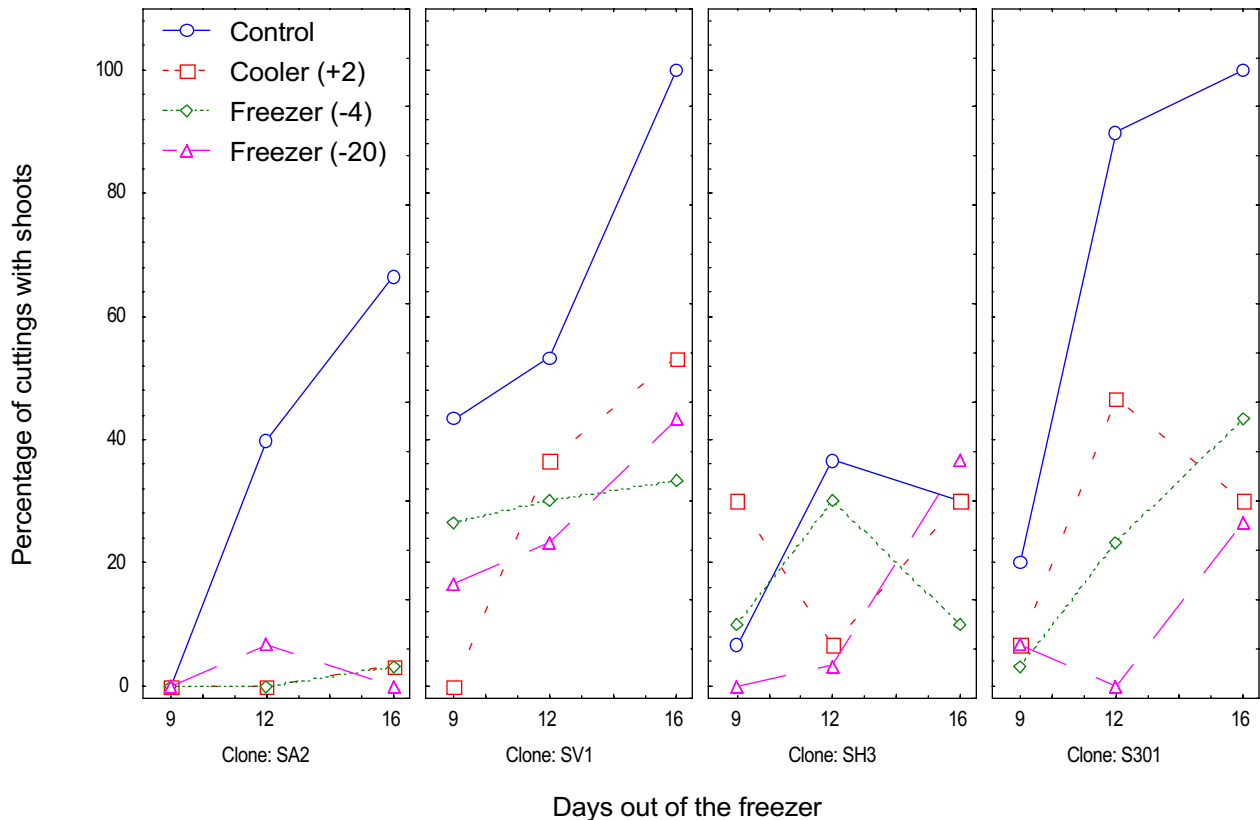 Control
Cooler (+2)
Freezer (-4)
Freezer (-20)
Percentage of cuttings with shoots
100
80
60
40
20
0
9 12 16
9 12 16
9 12 16
9 12 16
Clone: SA2
Clone: SV1
Clone: SH3
Clone: S301
Days out of the freezer